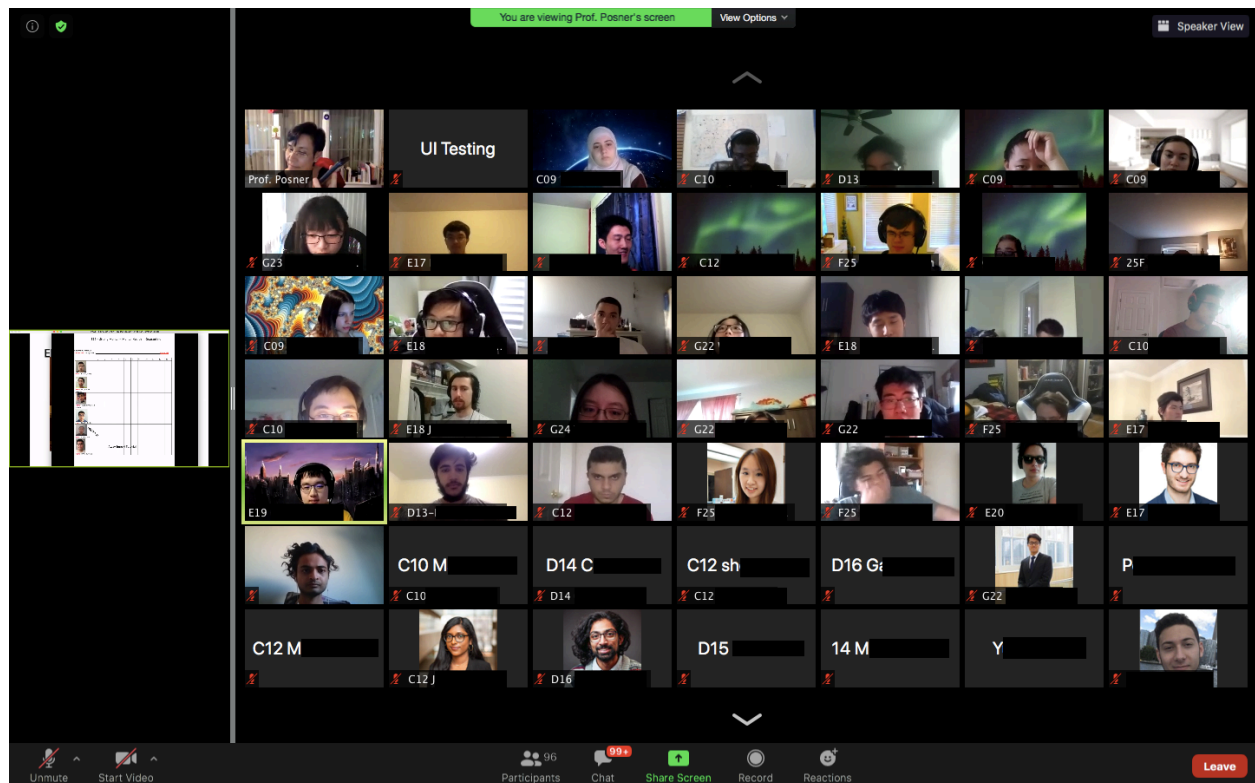 You are viewing Prof. Posner's screen
View Options
Speaker View
Prof. Posner
UI Testing
C09
C10
D13
C09
C09
G23
E17
C12
F25
25F
C09
E18
G22
E18
C10
C10
E18 J
G24
G22
G22
F25
E17
E19
D13-
C12
F25
F25
E20
E17
C10 M
C10
D14 C
D14
C12 sh
C12
D16 Ga
G22
P
C12 M
C12 J
D16
D15
14 M
Y
Unmute
Start Video
96
Participants
99+
Chat
Share Screen
Record
Reactions
Leave